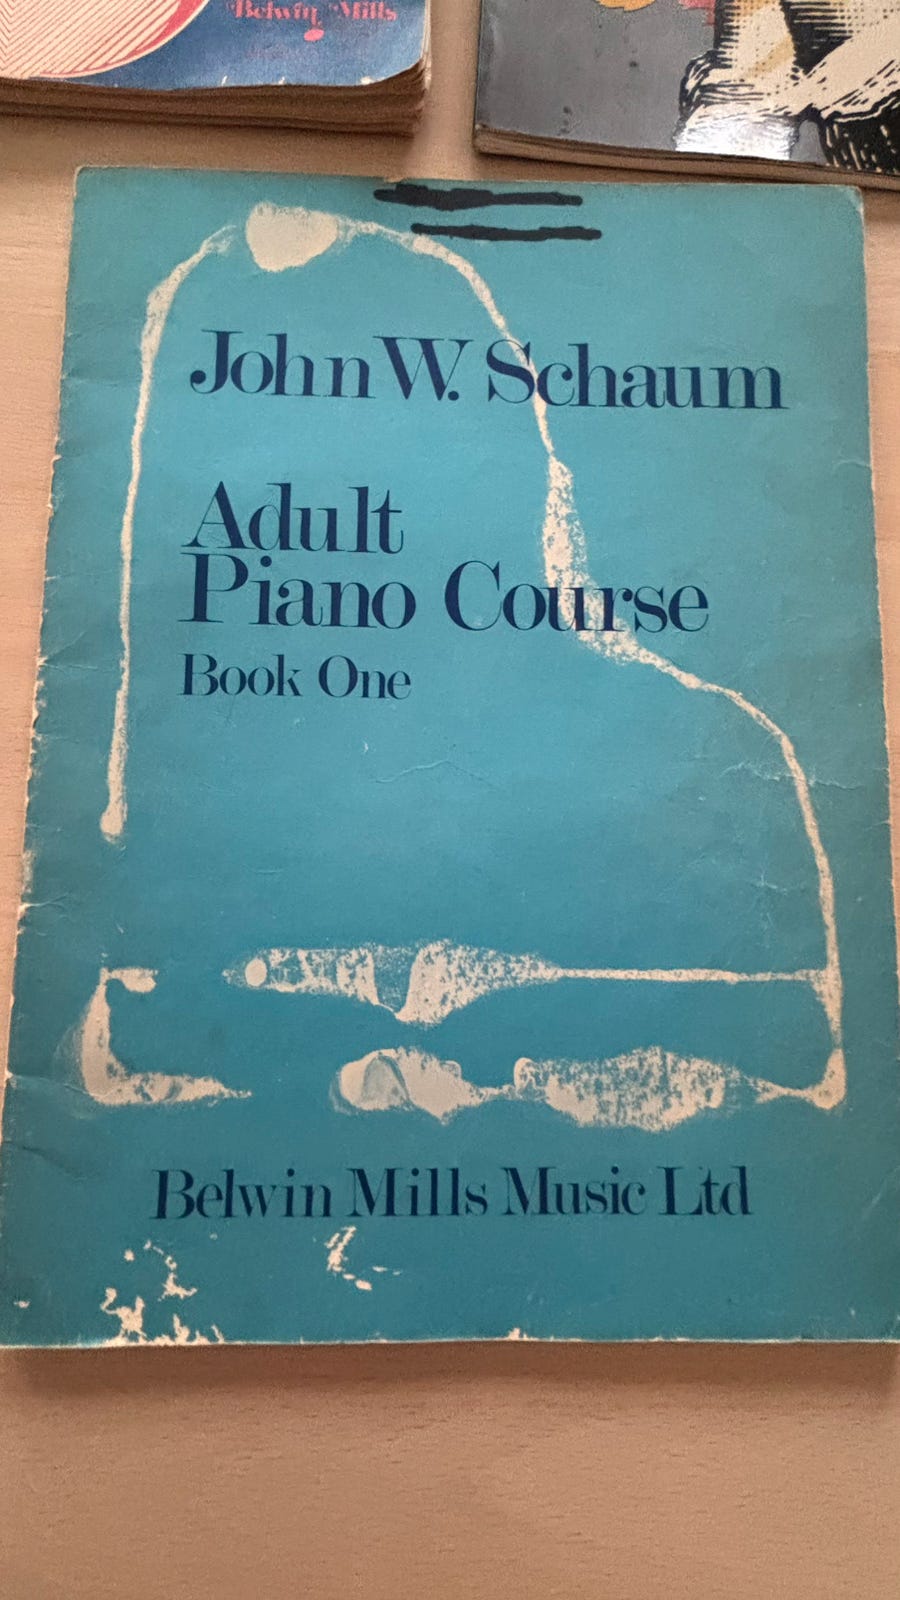 Belwin Mills
John W. Schaum
Adult
Piano Course
Book One
Belwin Mills Music Ltd